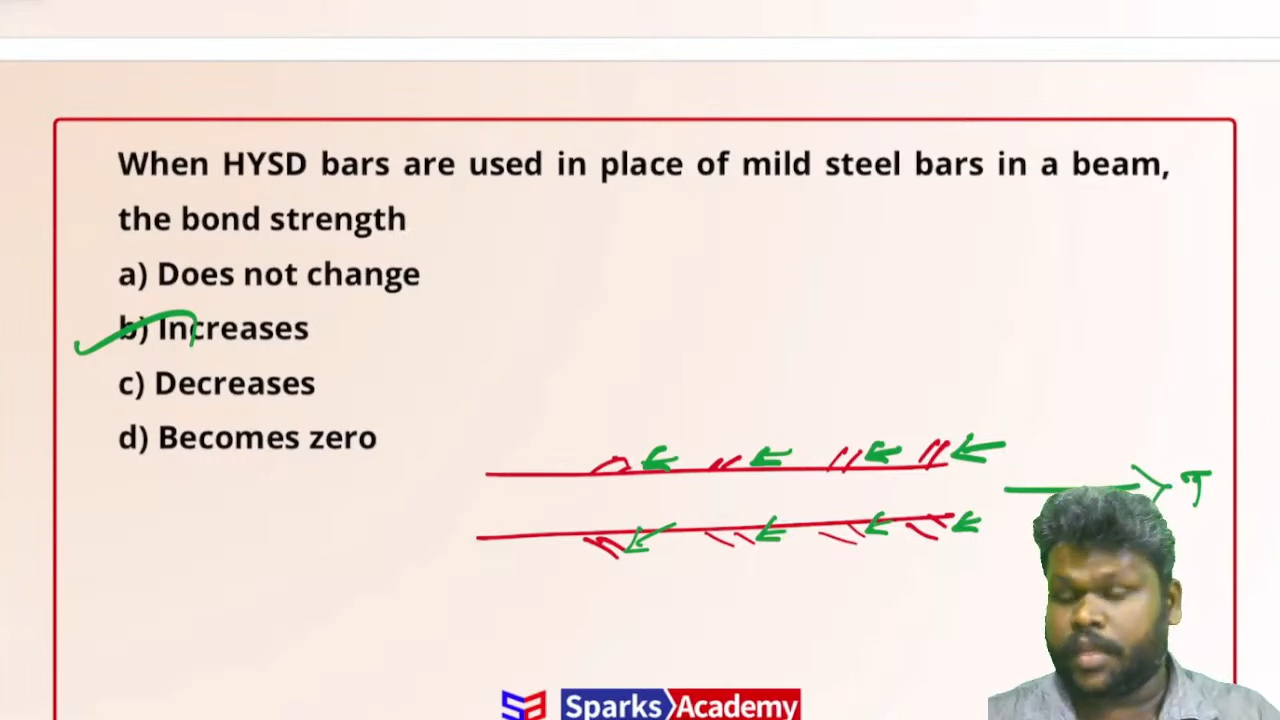 When HYSD bars are used in place of mild steel bars in a beam,
the bond strength
a) Does not change
b) Increases
c) Decreases
d) Becomes zero
T
Sparks Academy